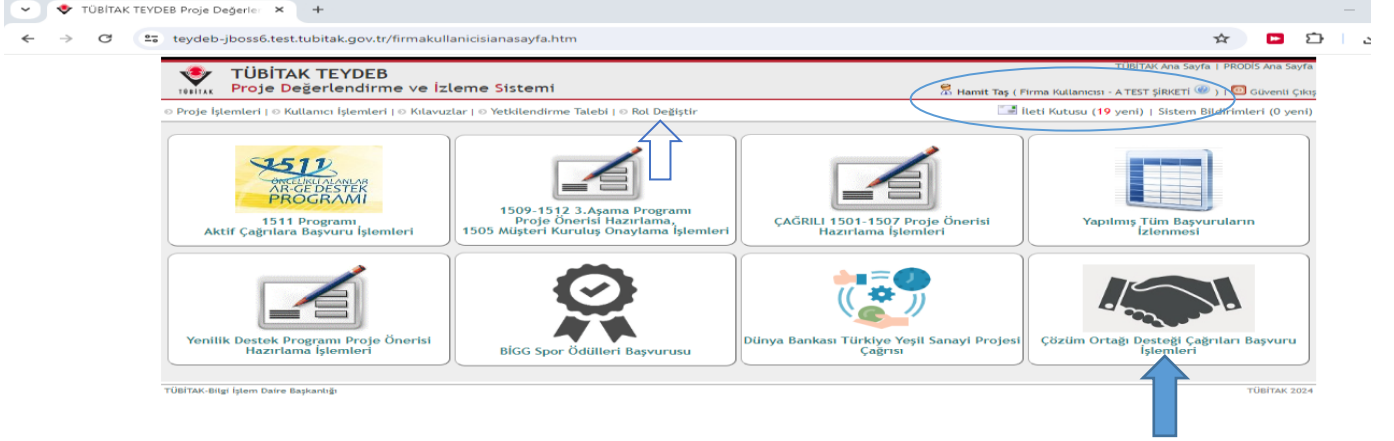 TÜBİTAK TEYDEB Proje Değerle
teydeb-jboss6.test.tubitak.gov.tr/firmakullanicisianasayfa.htm
TÜBİTAK Ana Sayfa | PRODİS Ana Sayfa
TÜBİTAK
TÜBİTAK TEYDEB
Proje Değerlendirme ve İzleme Sistemi
Hamit Taş ( Firma Kullanıcısı - A TEST ŞİRKETİ ) | Güvenli Çıkış
Proje İşlemleri | Kullanıcı İşlemleri | Kılavuzlar | Yetkilendirme Talebi | Rol Değiştir
İleti Kutusu (19 yeni) | Sistem Bildirimleri (0 yeni)
1511
ÖNCELİKLİ ALANLAR
AR-GE DESTEK
PROGRAMI
1511 Programı
Aktif Çağrılara Başvuru İşlemleri
1509-1512 3.Aşama Programı
Proje Önerisi Hazırlama,
1505 Müşteri Kuruluş Onaylama İşlemleri
ÇAĞRILI 1501-1507 Proje Önerisi
Hazırlama İşlemleri
Yapılmış Tüm Başvuruların
İzlenmesi
Yenilik Destek Programı Proje Önerisi
Hazırlama İşlemleri
BİGG Spor Ödülleri Başvurusu
Dünya Bankası Türkiye Yeşil Sanayi Projesi
Çağrısı
Çözüm Ortağı Desteği Çağrıları Başvuru
İşlemleri
TÜBİTAK-Bilgi İşlem Daire Başkanlığı
TÜBİTAK 2024